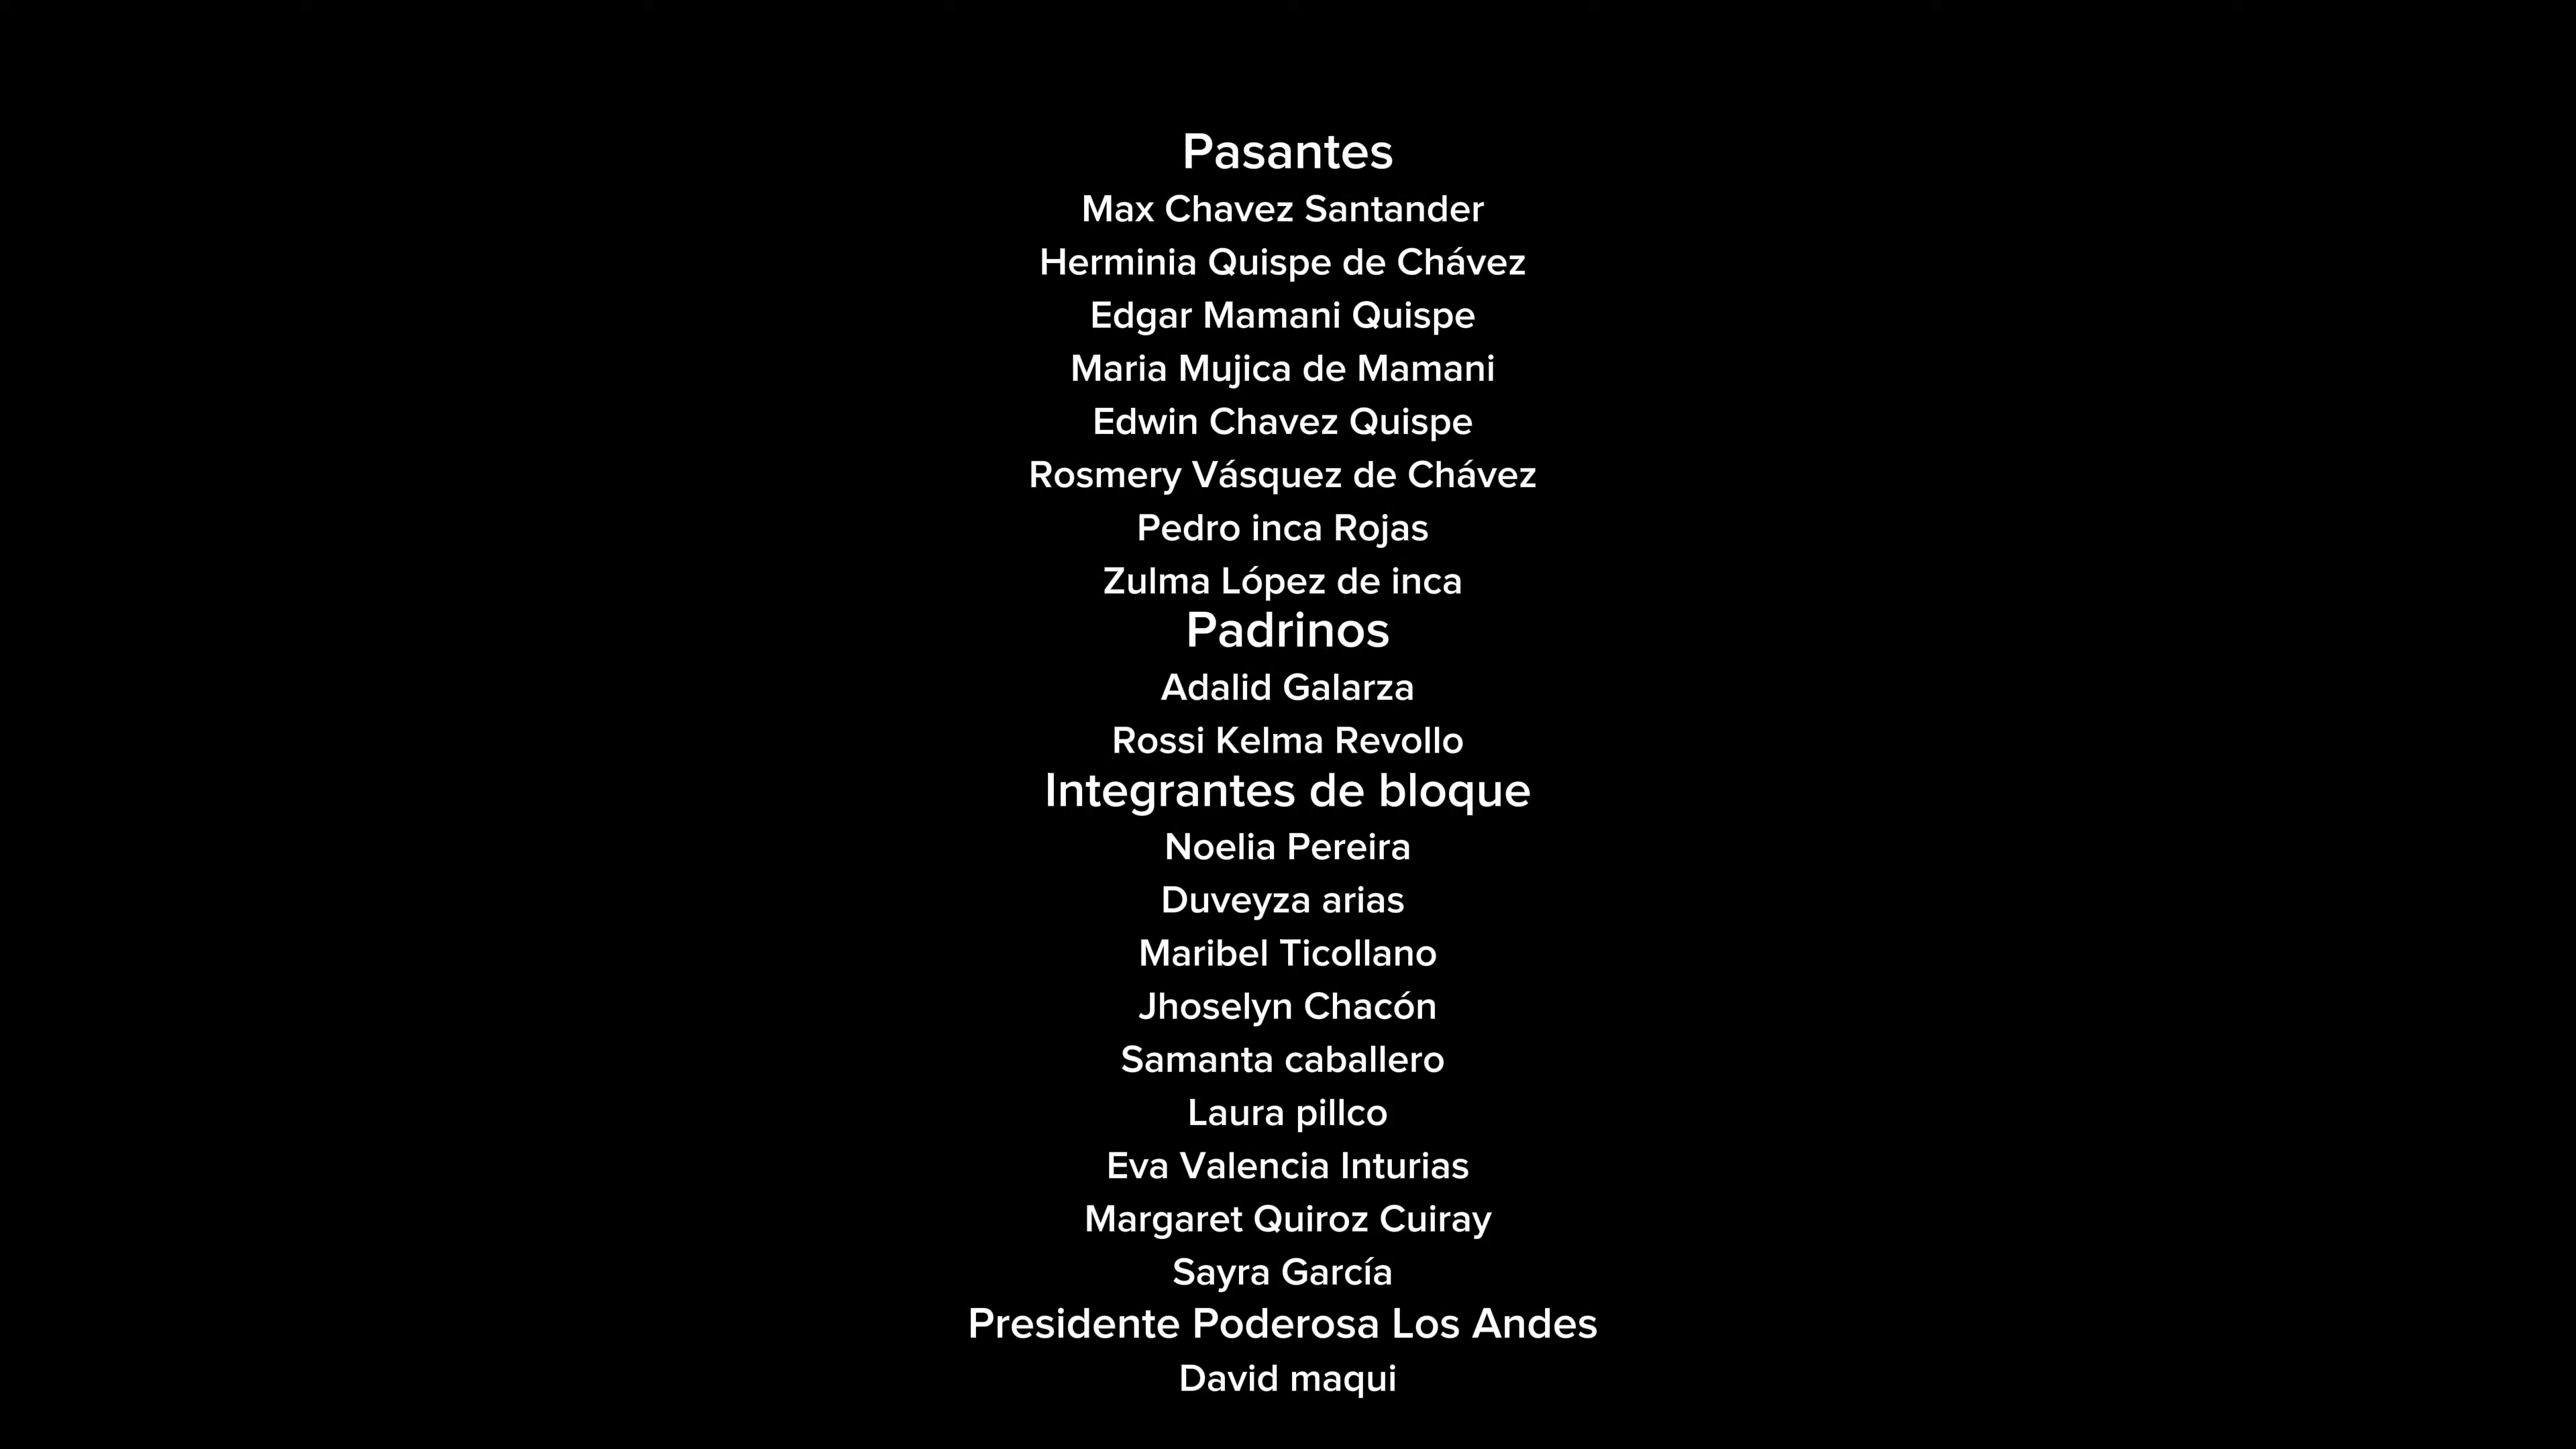 Pasantes
Max Chavez Santander
Herminia Quispe de Chávez
Edgar Mamani Quispe
Maria Mujica de Mamani
Edwin Chavez Quispe
Rosmery Vásquez de Chávez
Pedro inca Rojas
Zulma López de inca
Padrinos
Adalid Galarza
Rossi Kelma Revollo
Integrantes de bloque
Noelia Pereira
Duveyza arias
Maribel Ticollano
Jhoselyn Chacón
Samanta caballero
Laura pillco
Eva Valencia Inturias
Margaret Quiroz Cuiray
Sayra García
Presidente Poderosa Los Andes
David maqui